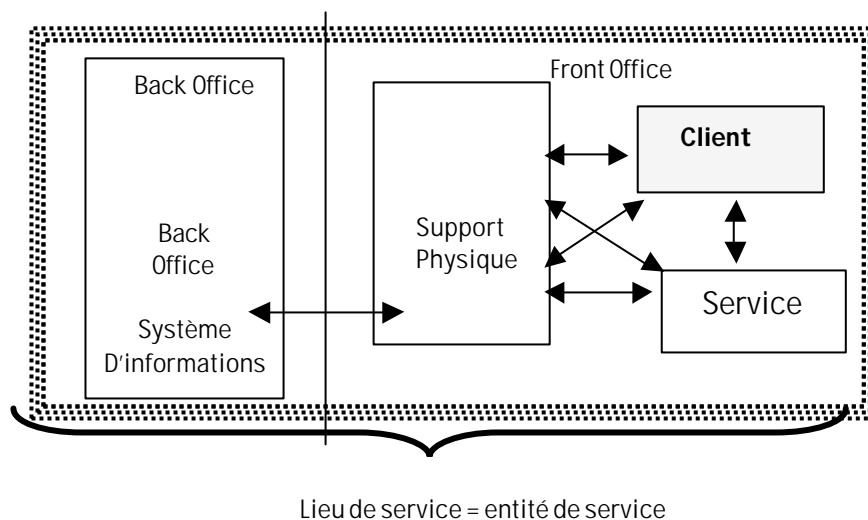 Back Office
Back
Office
Système
D'informations
Front Office
Support
Physique
Client
Service
Lieu de service = entité de service